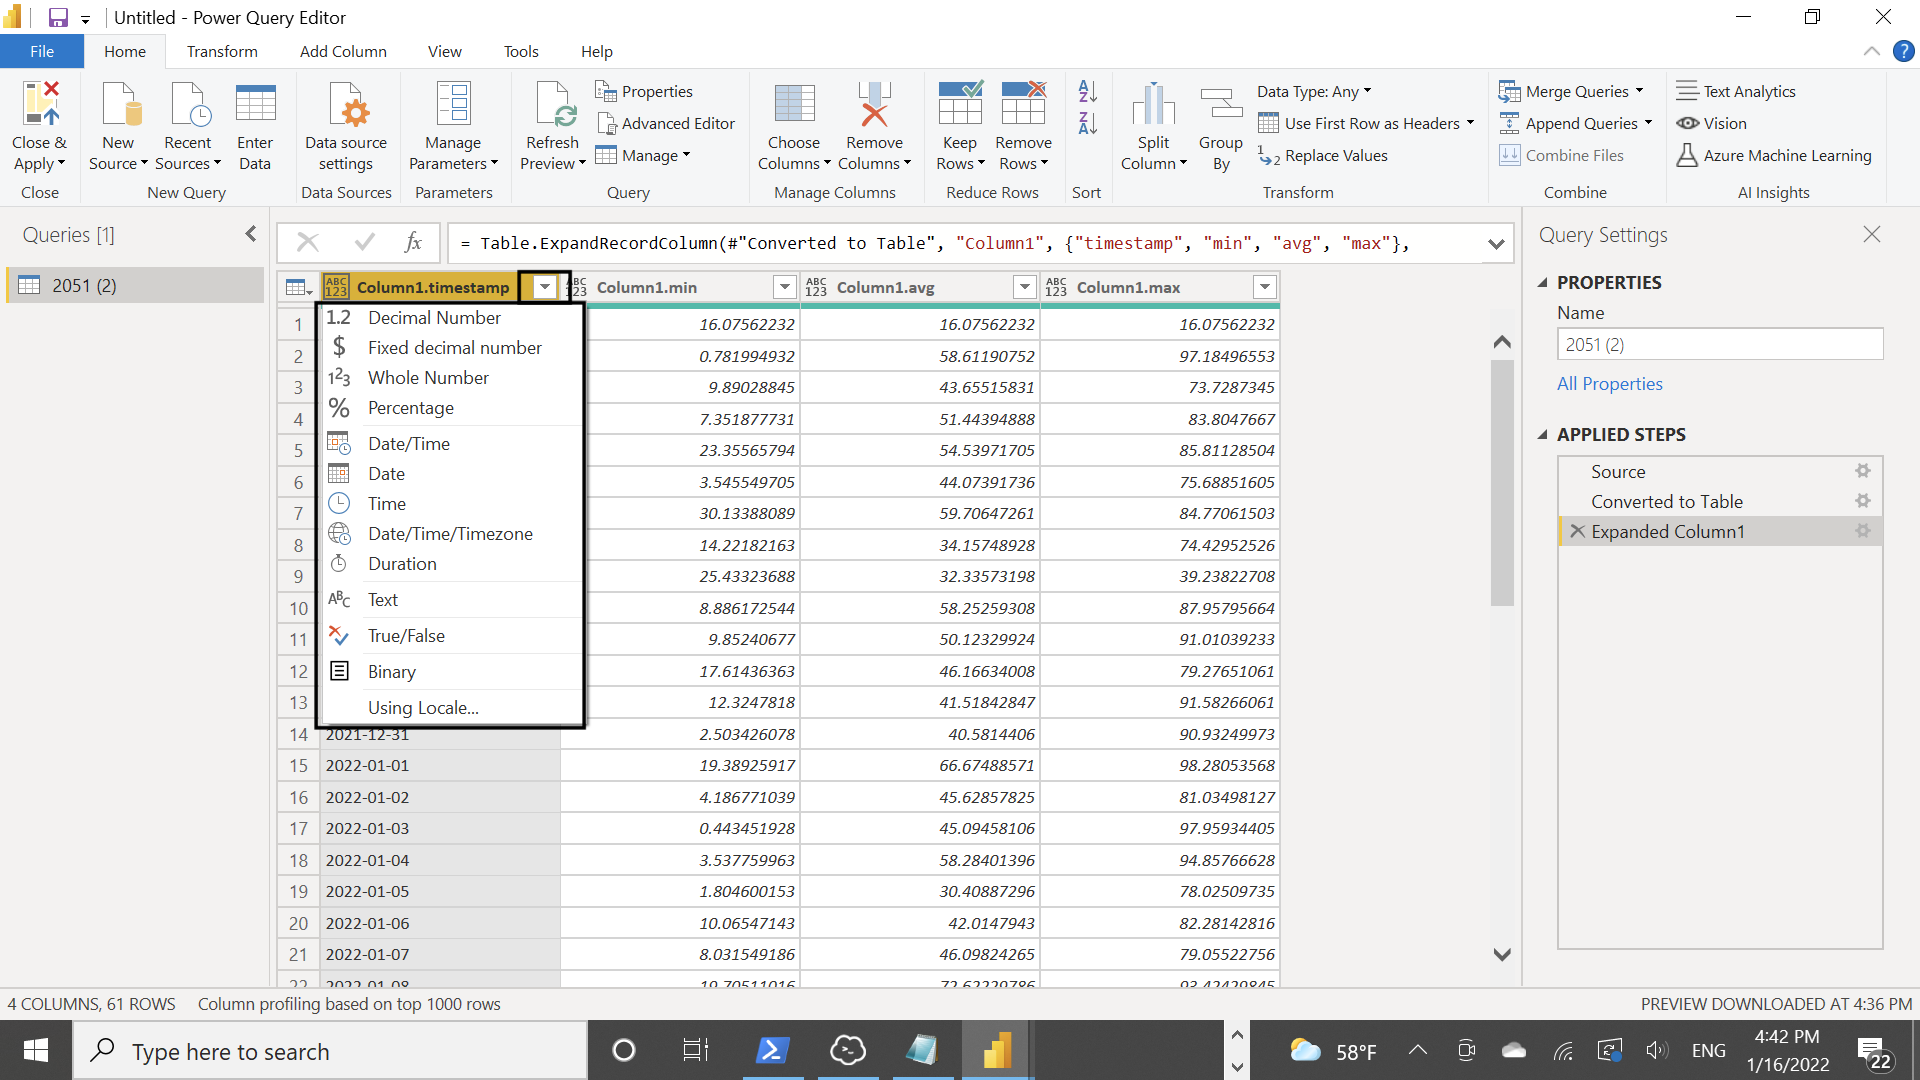 Untitled - Power Query Editor
File Home Transform Add Column View Tools Help
Close & Apply
New Source
Recent Sources
Enter Data
Data source settings
Manage Parameters
Refresh Preview
Properties
Advanced Editor
Manage
Choose Columns
Remove Columns
Keep Rows
Remove Rows
Split Column
Group By
Data Type: Any
Use First Row as Headers
Replace Values
Merge Queries
Append Queries
Combine Files
Text Analytics
Vision
Azure Machine Learning
Close New Query Data Sources Parameters Query Manage Columns Reduce Rows Sort Transform Combine AI Insights
Queries [1]
2051 (2)
fx = Table.ExpandRecordColumn(#"Converted to Table", "Column1", {"timestamp", "min", "avg", "max"},
ABC 123 Column1.timestamp ABC 123 Column1.min ABC 123 Column1.avg ABC 123 Column1.max
1.2 Decimal Number
$ Fixed decimal number
123 Whole Number
% Percentage
Date/Time
Date
Time
Date/Time/Timezone
Duration
ABC Text
True/False
Binary
Using Locale...
1 16.07562232 16.07562232 16.07562232
2 0.781994932 58.61190752 97.18496553
3 9.89028845 43.65515831 73.7287345
4 7.351877731 51.44394888 83.8047667
5 23.35565794 54.53971705 85.81128504
6 3.545549705 44.07391736 75.68851605
7 30.13388089 59.70647261 84.77061503
8 14.22182163 34.15748928 74.42952526
9 25.43323688 32.33573198 39.23822708
10 8.886172544 58.25259308 87.95795664
11 9.85240677 50.12329924 91.01039233
12 17.61436363 46.16634008 79.27651061
13 12.3247818 41.51842847 91.58266061
14 2021-12-31 2.503426078 40.5814406 90.93249973
15 2022-01-01 19.38925917 66.67488571 98.28053568
16 2022-01-02 4.186771039 45.62857825 81.03498127
17 2022-01-03 0.443451928 45.09458106 97.95934405
18 2022-01-04 3.537759963 58.28401396 94.85766628
19 2022-01-05 1.804600153 30.40887296 78.02509735
20 2022-01-06 10.06547143 42.0147943 82.28142816
21 2022-01-07 8.031549186 46.09824265 79.05522756
22 2022-01-08
Query Settings
PROPERTIES
Name
2051 (2)
All Properties
APPLIED STEPS
Source
Converted to Table
Expanded Column1
4 COLUMNS, 61 ROWS Column profiling based on top 1000 rows
PREVIEW DOWNLOADED AT 4:36 PM
Type here to search
58°F
ENG
4:42 PM
1/16/2022
22